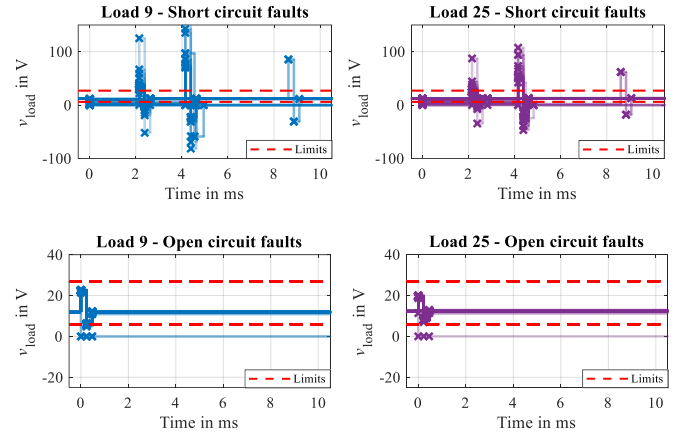 Load 9 - Short circuit faults
v_load in V
100
0
-100
0
2
4
6
8
10
Time in ms
Limits
Load 25 - Short circuit faults
v_load in V
100
0
-100
0
2
4
6
8
10
Time in ms
Limits
Load 9 - Open circuit faults
v_load in V
40
20
0
-20
0
2
4
6
8
10
Time in ms
Limits
Load 25 - Open circuit faults
v_load in V
40
20
0
-20
0
2
4
6
8
10
Time in ms
Limits